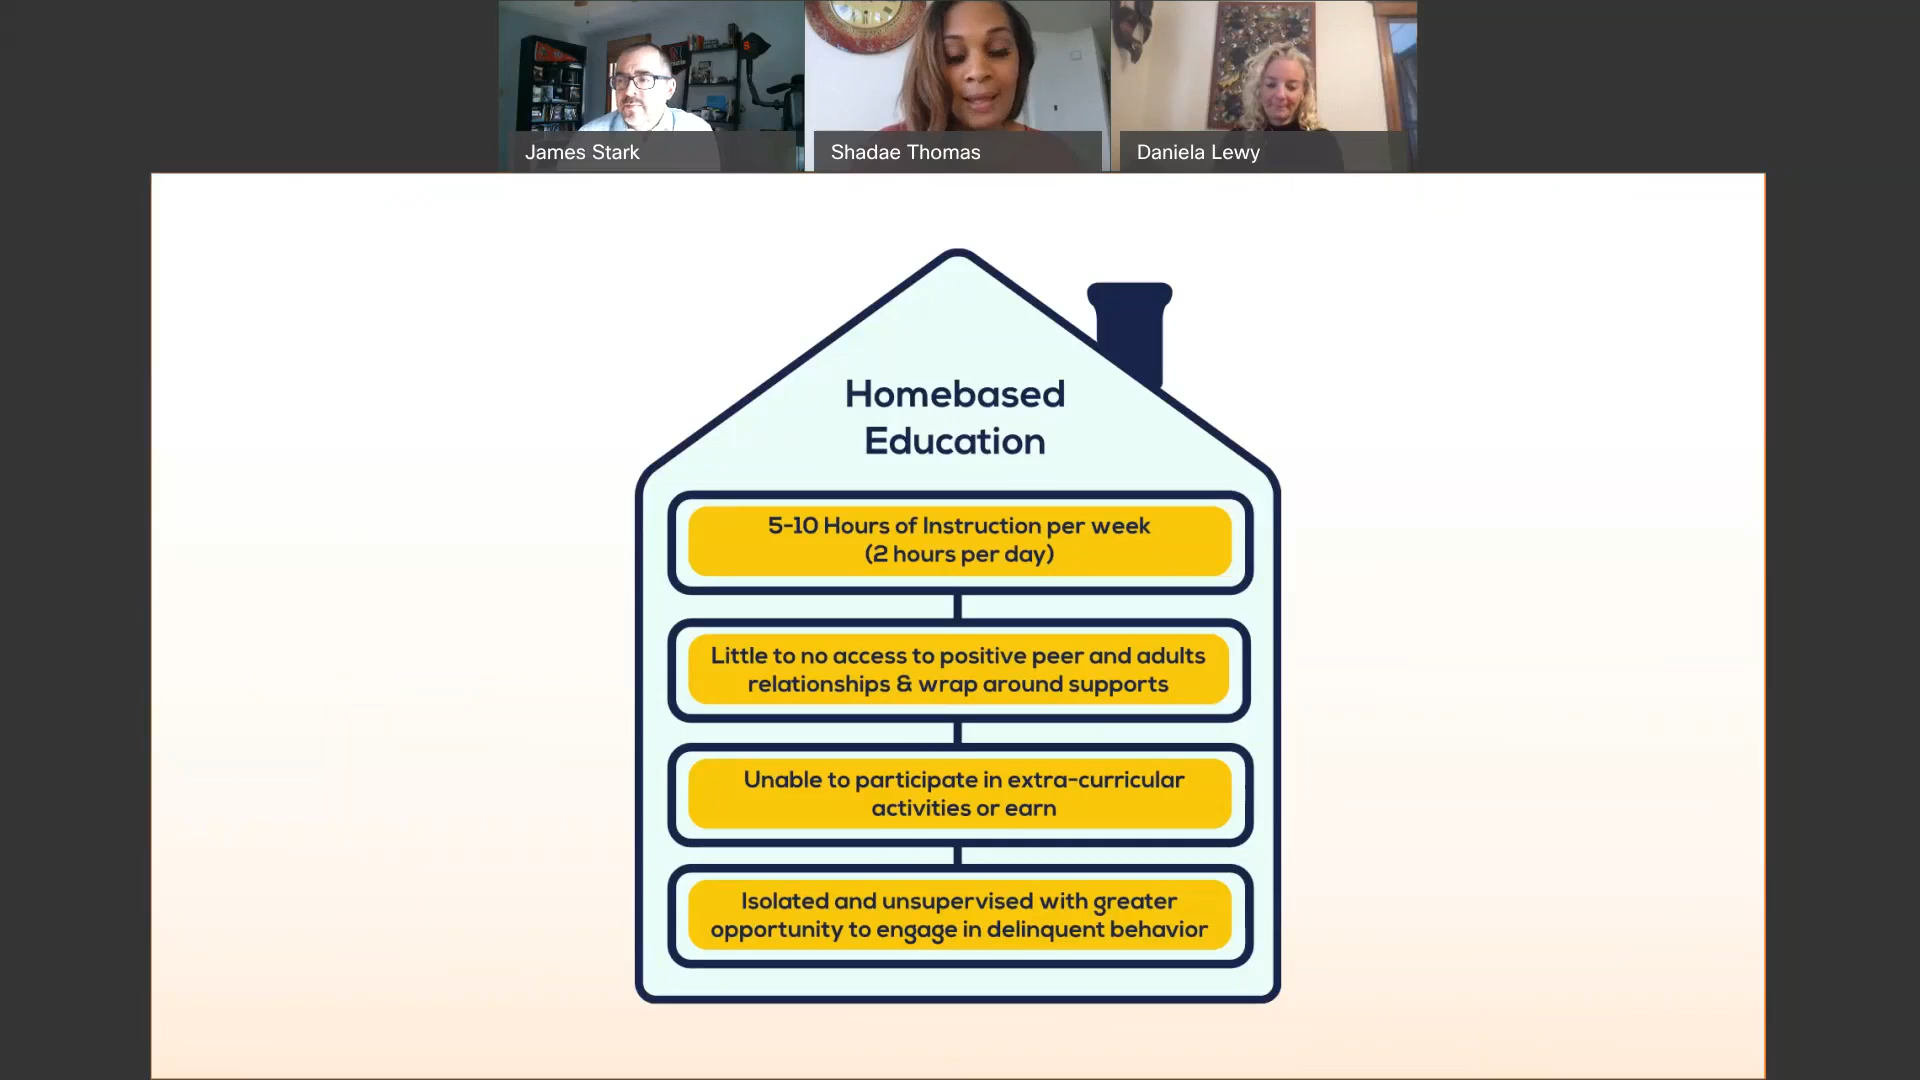 James Stark
Shadae Thomas
Daniela Lewy
Homebased
Education
5-10 Hours of Instruction per week
(2 hours per day)
Little to no access to positive peer and adults
relationships & wrap around supports
Unable to participate in extra-curricular
activities or earn
Isolated and unsupervised with greater
opportunity to engage in delinquent behavior